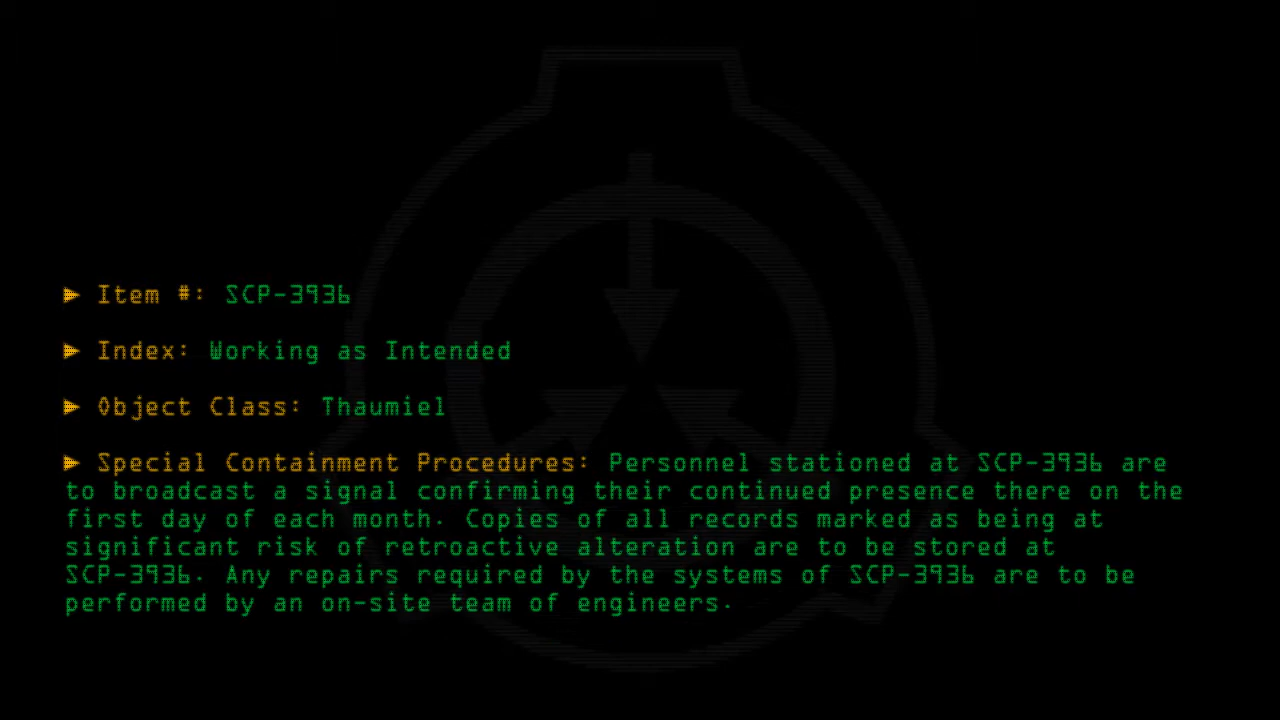 ► Item #: SCP-3936
► Index: Working as Intended
► Object Class: Thaumiel
► Special Containment Procedures: Personnel stationed at SCP-3936 are
to broadcast a signal confirming their continued presence there on the
first day of each month. Copies of all records marked as being at
significant risk of retroactive alteration are to be stored at
SCP-3936. Any repairs required by the systems of SCP-3936 are to be
performed by an on-site team of engineers.